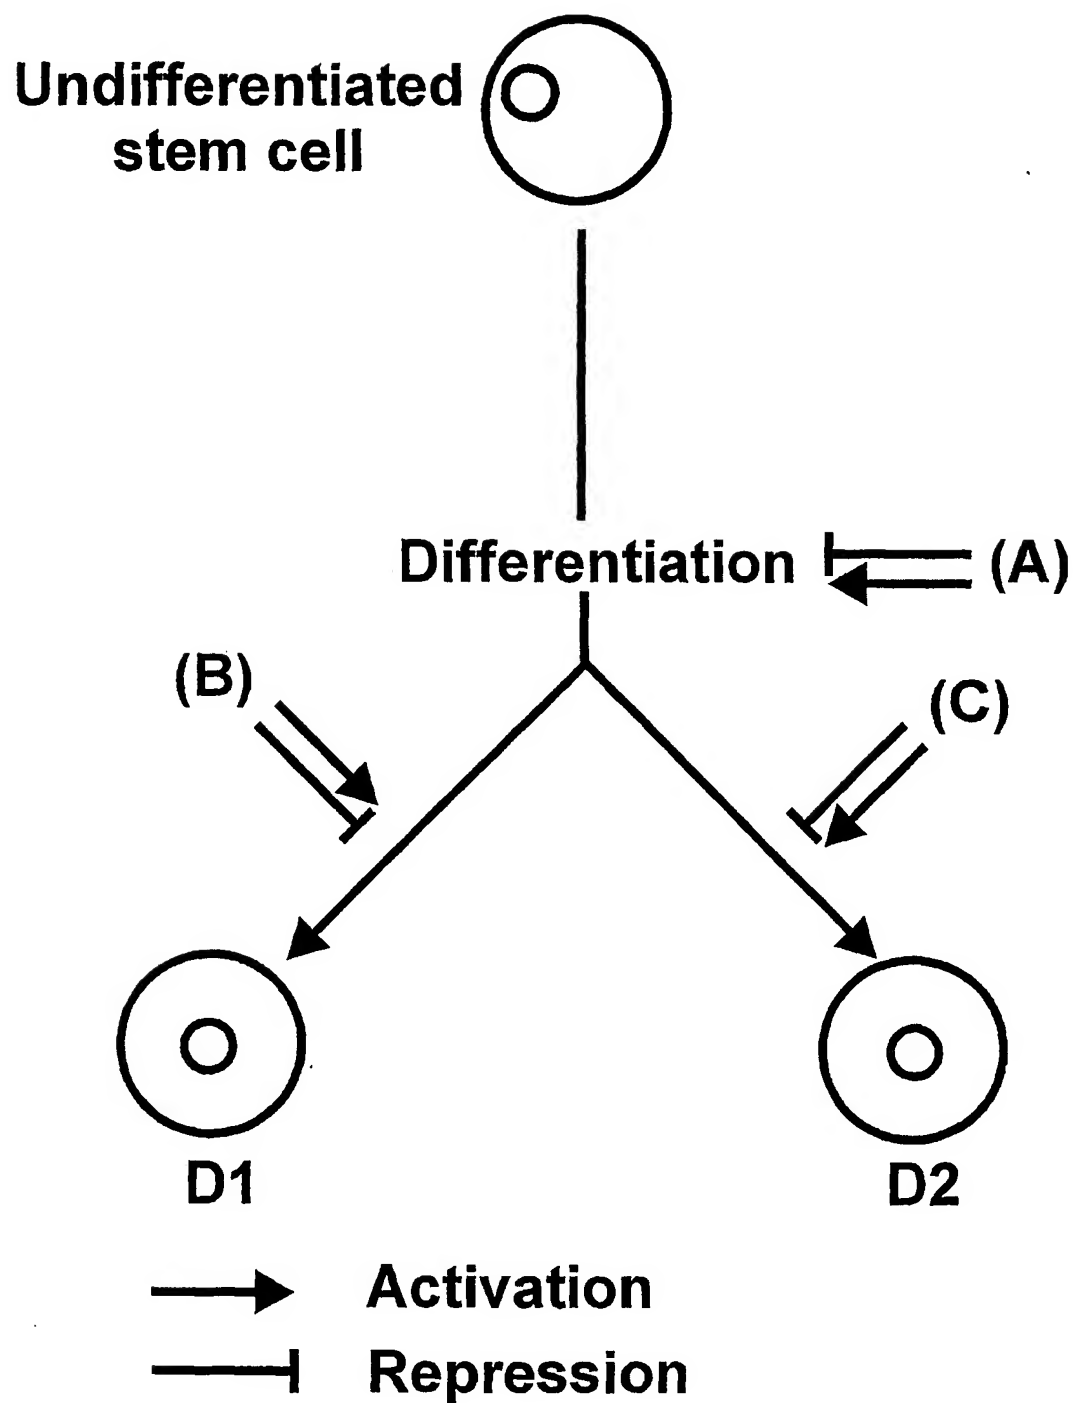 Undifferentiated
stem cell
Differentiation
(A)
(B)
(C)
D1
D2
Activation
Repression